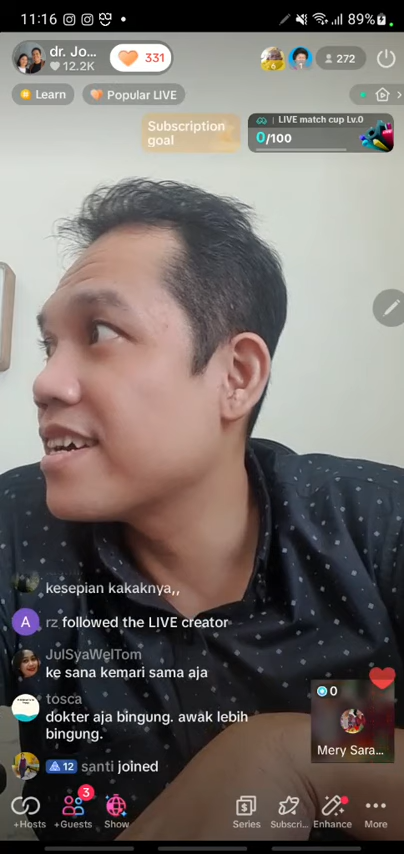 11:16
89%
dr. Jo...
12.2K
331
6
272
Learn
Popular LIVE
Subscription goal
LIVE match cup Lv.0
0/100
kesepian kakaknya,,
A
rz followed the LIVE creator
JulSyaWelTom
ke sana kemari sama aja
tosca
dokter aja bingung. awak lebih
bingung.
0
Mery Sara...
12 santi joined
3
+Hosts
+Guests
Show
Series
Subscri...
Enhance
More